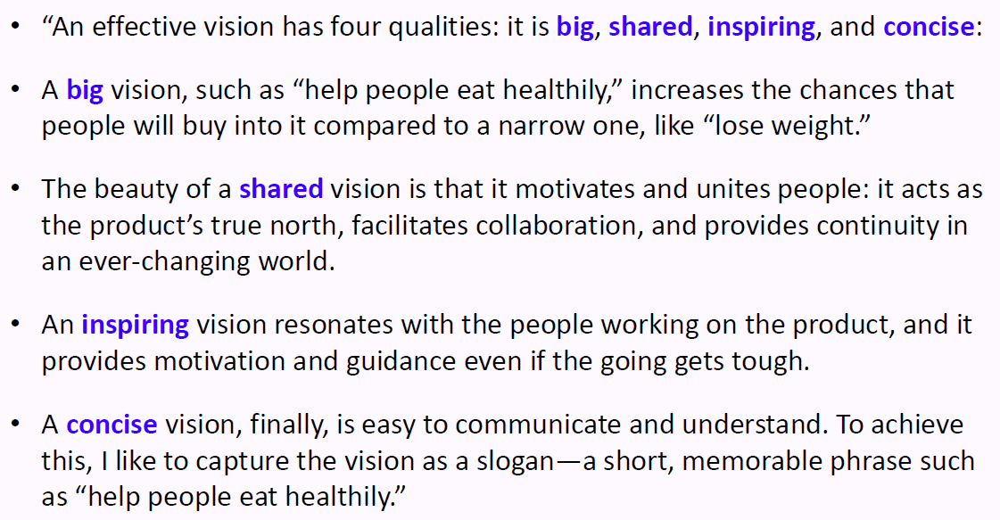 • “An effective vision has four qualities: it is big, shared, inspiring, and concise:
• A big vision, such as “help people eat healthily,” increases the chances that
people will buy into it compared to a narrow one, like “lose weight.”
• The beauty of a shared vision is that it motivates and unites people: it acts as
the product’s true north, facilitates collaboration, and provides continuity in
an ever-changing world.
• An inspiring vision resonates with the people working on the product, and it
provides motivation and guidance even if the going gets tough.
• A concise vision, finally, is easy to communicate and understand. To achieve
this, I like to capture the vision as a slogan—a short, memorable phrase such
as “help people eat healthily.”